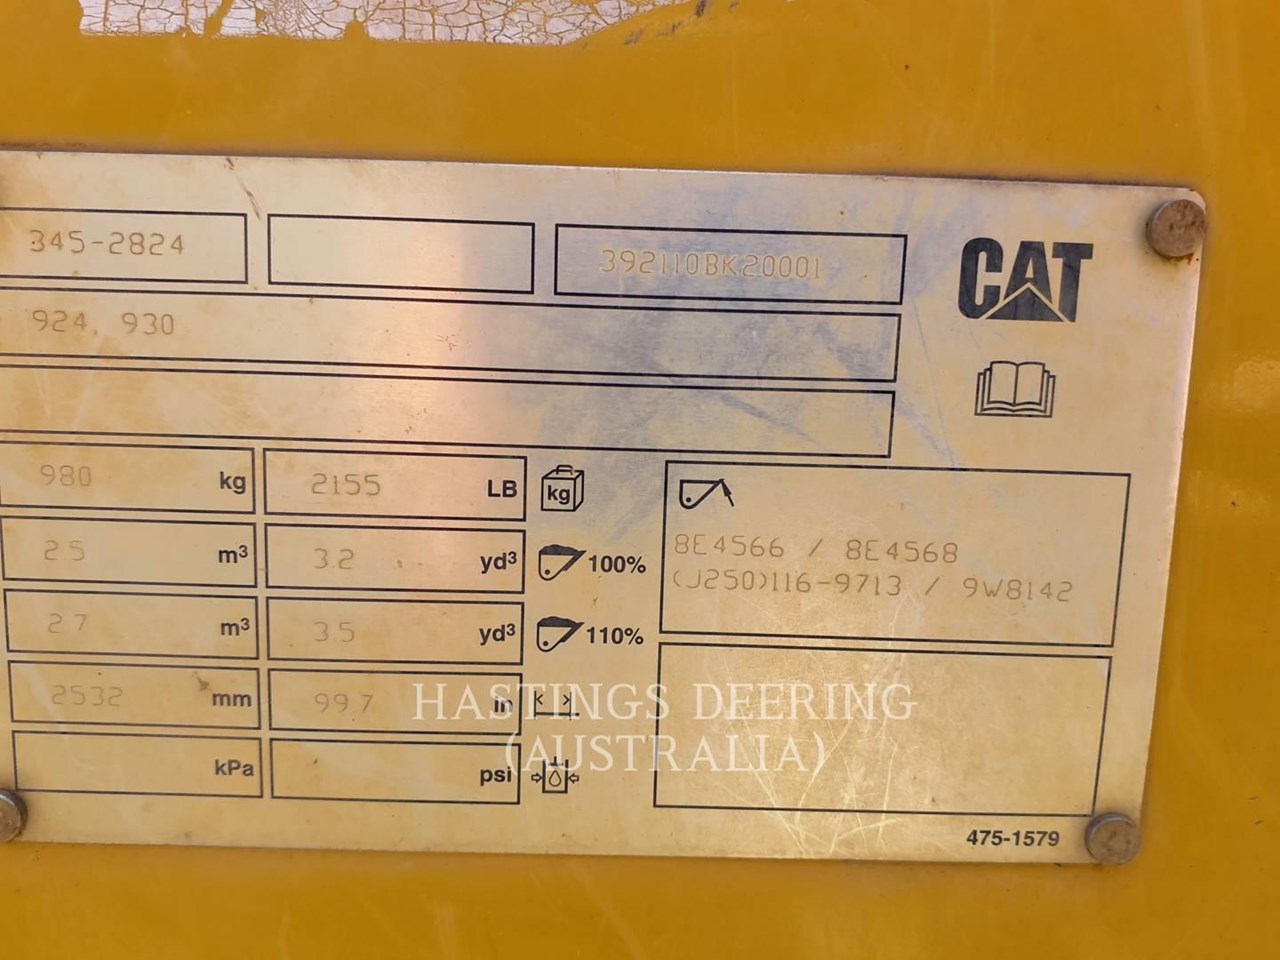 345-2824
392110BK20001
CAT
924, 930
980 kg
2155 LB
kg
2.5 m³
3.2 yd³
100%
2.7 m³
3.5 yd³
110%
2532 mm
99.7 in
kPa
psi
8E4566 / 8E4568
(J250)116-9713 / 9W8142
475-1579
HASTINGS DEERING
(AUSTRALIA)